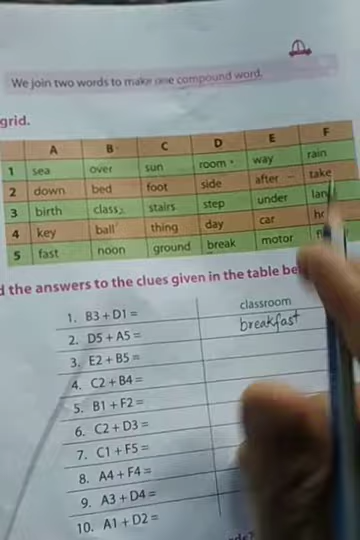 We join two words to make one compound word.
grid.
A B C D E F
1 sea over sun room way rain
2 down bed foot side after take
3 birth class stairs step under
4 key ball thing day car
5 fast noon ground break motor
the answers to the clues given in the table
1. B3 + D1 = classroom
2. D5 + A5 = breakfast
3. E2 + B5 =
4. C2 + B4 =
5. B1 + F2 =
6. C2 + D3 =
7. C1 + F5 =
8. A4 + F4 =
9. A3 + D4 =
10. A1 + D2 =